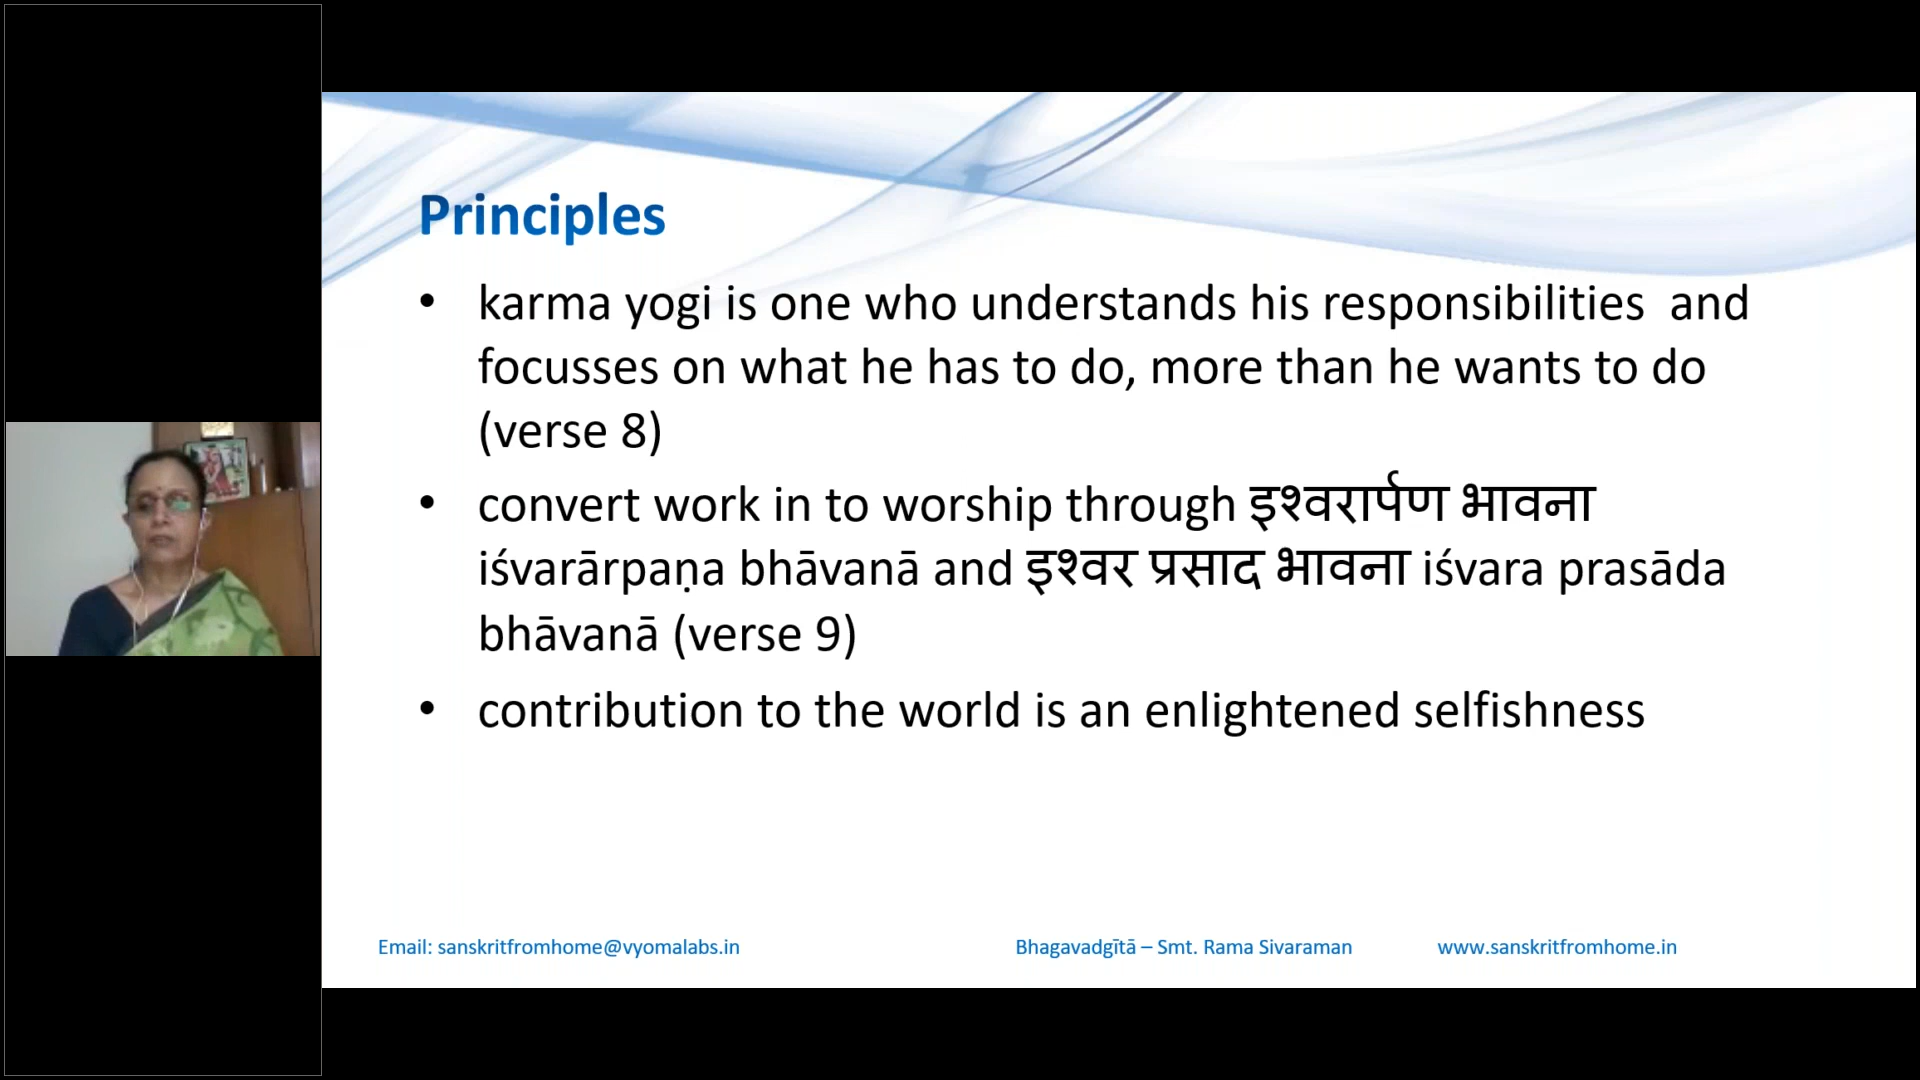 Principles
• karma yogi is one who understands his responsibilities  and
focusses on what he has to do, more than he wants to do
(verse 8)
• convert work in to worship through इश्वरार्पण भावना
iśvarārpaṇa bhāvanā and इश्वर प्रसाद भावना iśvara prasāda
bhāvanā (verse 9)
• contribution to the world is an enlightened selfishness
Email: sanskritfromhome@vyomalabs.in
Bhagavadgītā – Smt. Rama Sivaraman
www.sanskritfromhome.in